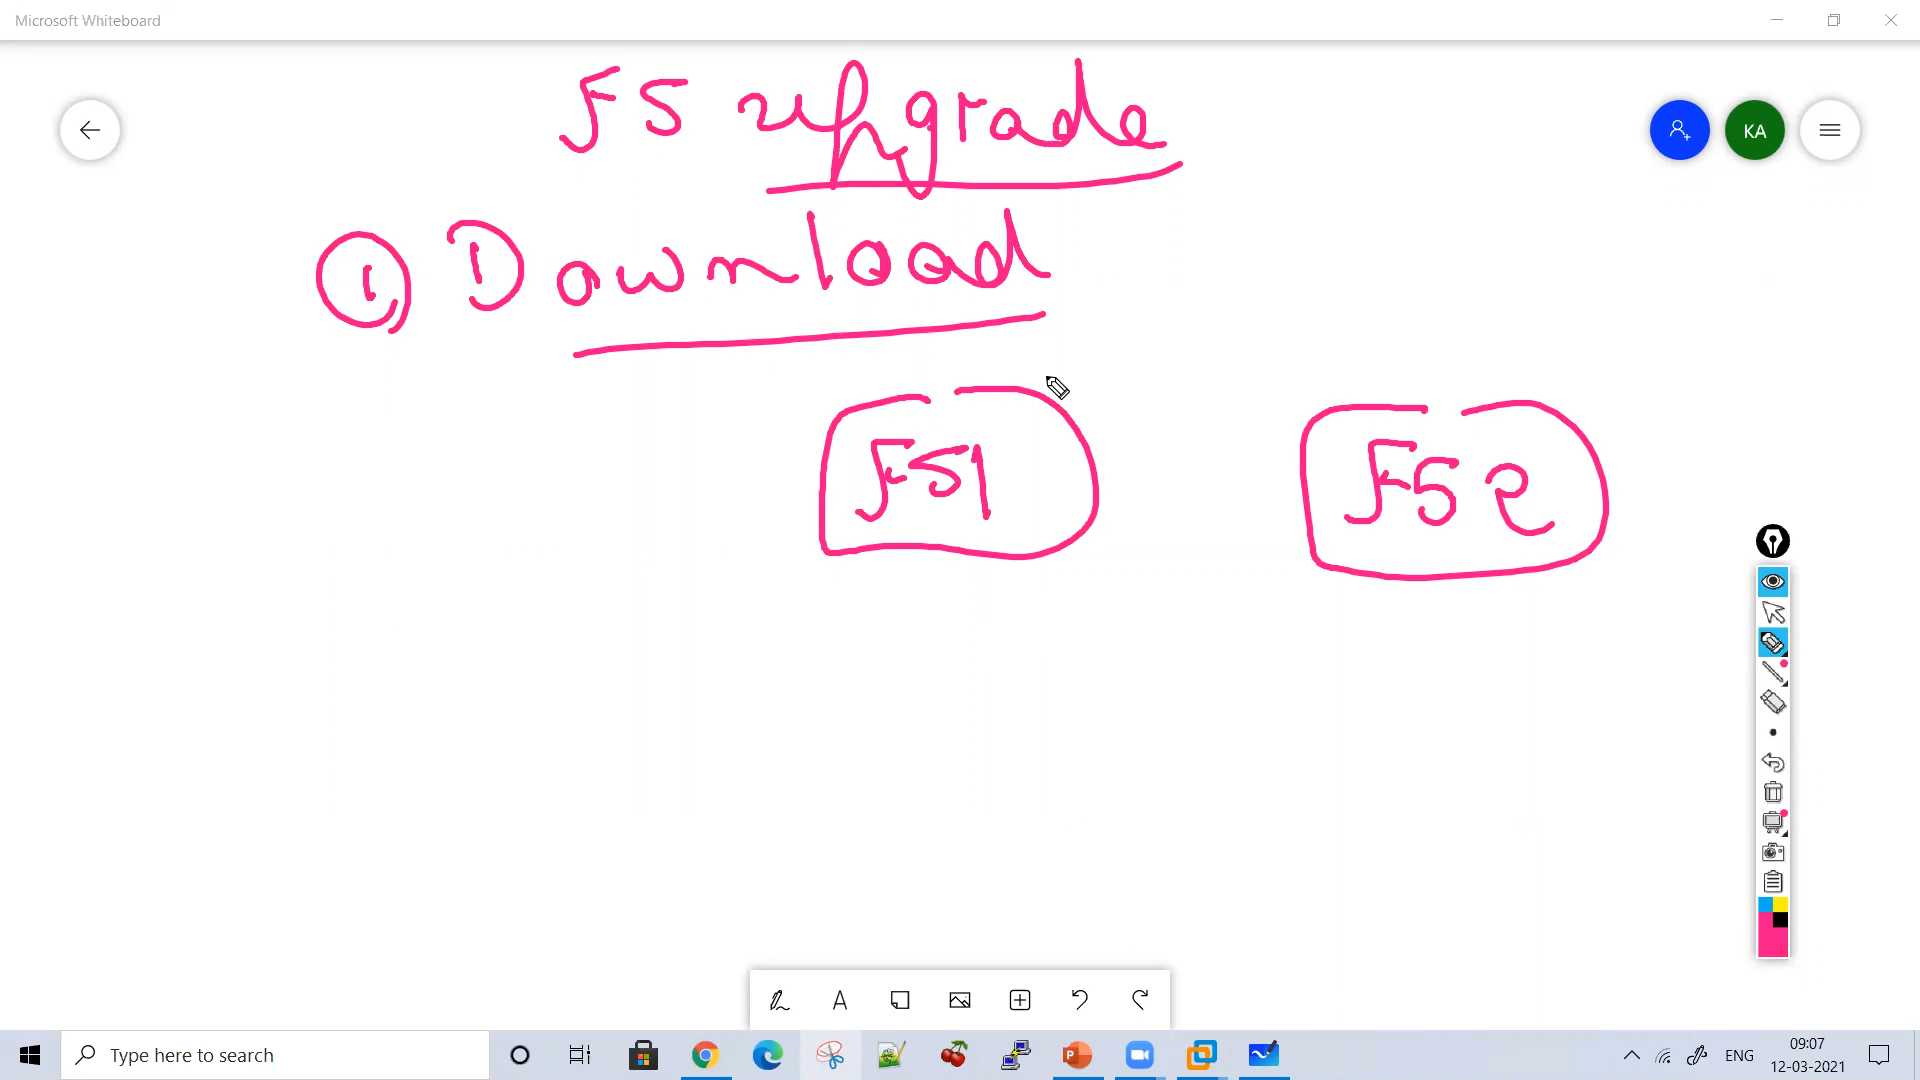 Microsoft Whiteboard
F5 upgrade
KA
1 Download
F51
F52
A
Type here to search
ENG
09:07
12-03-2021